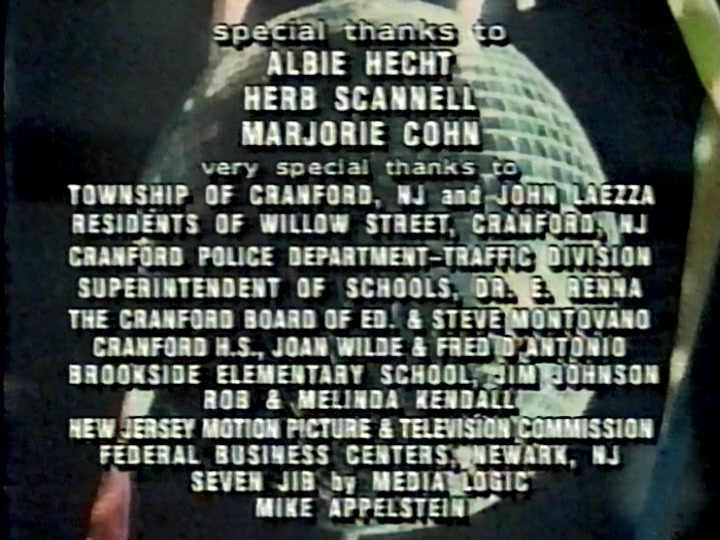 special thanks to
ALBIE HECHT
HERB SCANNELL
MARJORIE COHN
very special thanks to
TOWNSHIP OF CRANFORD, NJ and JOHN LAEZZA
RESIDENTS OF WILLOW STREET, CRANFORD, NJ
CRANFORD POLICE DEPARTMENT-TRAFFIC DIVISION
SUPERINTENDENT OF SCHOOLS, DR. E. RENNA
THE CRANFORD BOARD OF ED. & STEVE MONTOVANO
CRANFORD H.S., JOAN WILDE & FRED D'ANTONIO
BROOKSIDE ELEMENTARY SCHOOL, JIM JOHNSON
ROB & MELINDA KENDALL
NEW JERSEY MOTION PICTURE & TELEVISION COMMISSION
FEDERAL BUSINESS CENTERS, NEWARK, NJ
SEVEN JIB by MEDIA LOGIC
MIKE APPELSTEIN